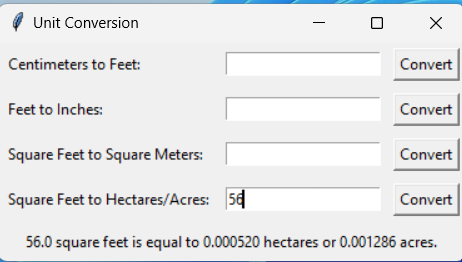 Unit Conversion
Centimeters to Feet: Convert
Feet to Inches: Convert
Square Feet to Square Meters: Convert
Square Feet to Hectares/Acres: 56 Convert
56.0 square feet is equal to 0.000520 hectares or 0.001286 acres.